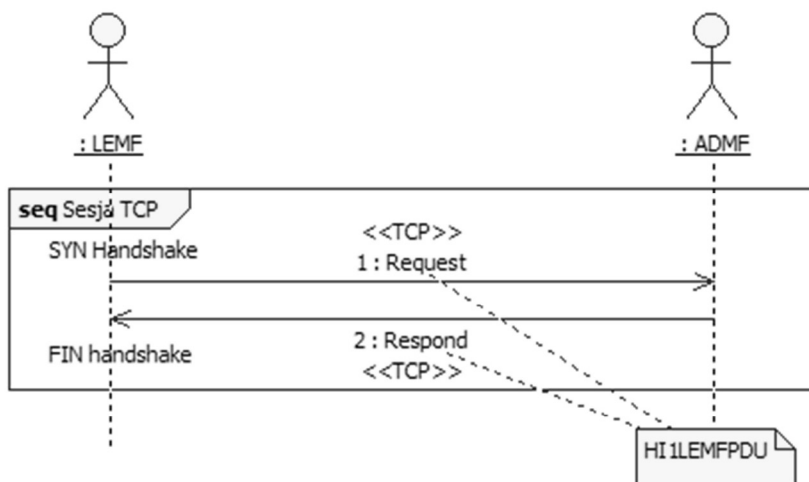 : LEMF
: ADMF
seq Sesja TCP
SYN Handshake
<<TCP>>
1 : Request
2 : Respond
FIN handshake
<<TCP>>
HI1LEMFPDU